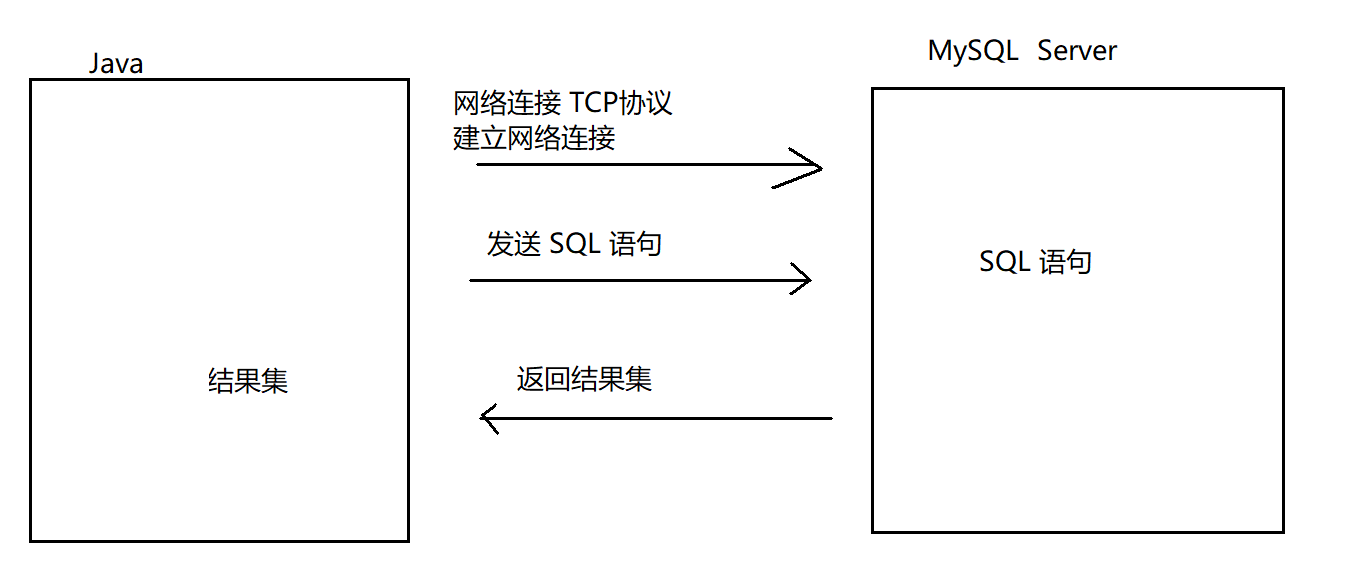 Java
MySQL Server
网络连接 TCP协议
建立网络连接
发送 SQL 语句
SQL 语句
返回结果集
结果集